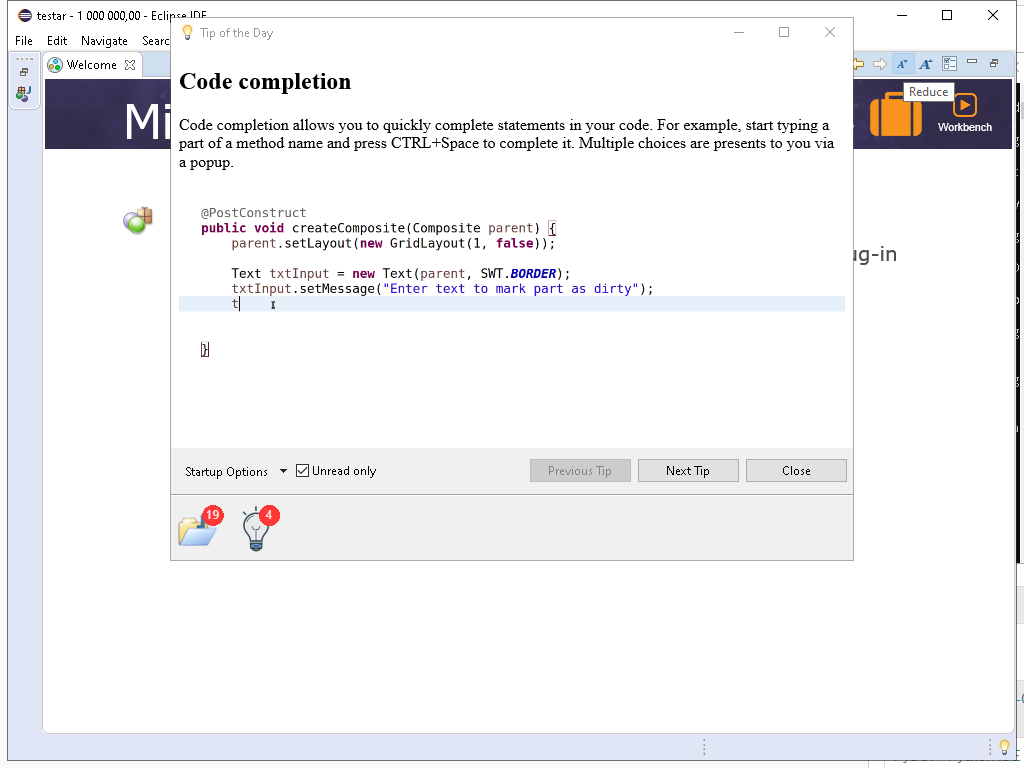 testar - 1 000 000,00 - Eclipse IDE
Tip of the Day
File Edit Navigate Searc
Welcome
Reduce
Mi
Workbench
Code completion
Code completion allows you to quickly complete statements in your code. For example, start typing a
part of a method name and press CTRL+Space to complete it. Multiple choices are presents to you via
a popup.
@PostConstruct
public void createComposite(Composite parent) {
parent.setLayout(new GridLayout(1, false));
ug-in
Text txtInput = new Text(parent, SWT.BORDER);
txtInput.setMessage("Enter text to mark part as dirty");
t
}
Startup Options Unread only Previous Tip Next Tip Close
19 4